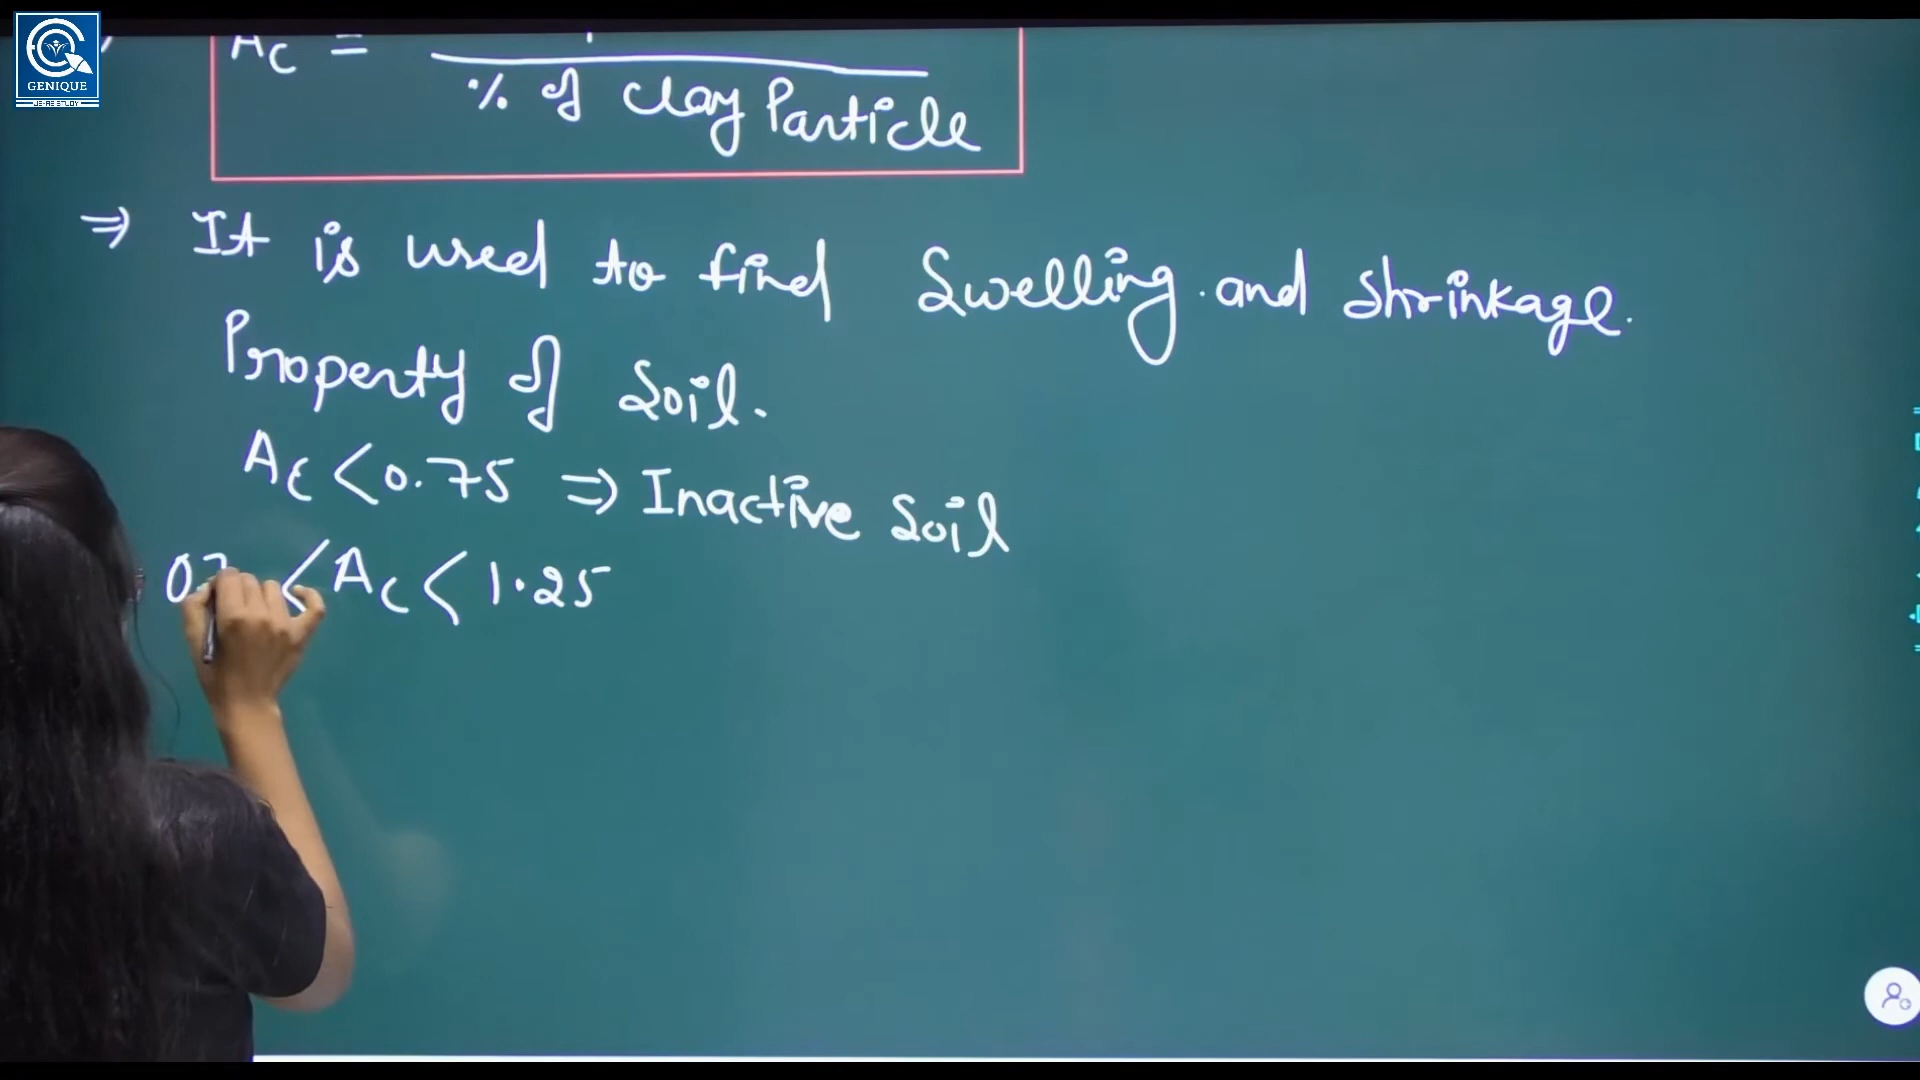 GENIQUE
Ac =
% of Clay Particle
⇒ It is used to find Swelling and Shrinkage.
Property of Soil.
Ac < 0.75 ⇒ Inactive Soil
07 < Ac < 1.25